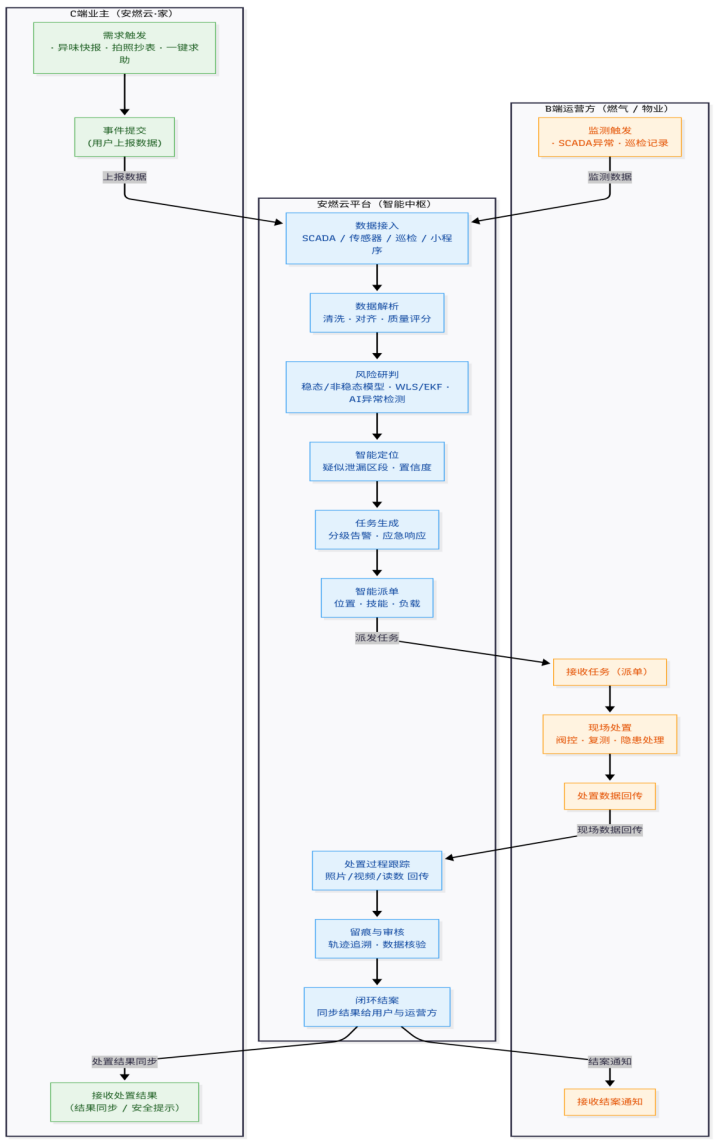 C端业主（安燃云·家）
需求触发
· 异味快报 · 拍照抄表 · 一键求
助
事件提交
(用户上报数据)
上报数据
B端运营方（燃气 / 物业）
监测触发
· SCADA异常 · 巡检记录
监测数据
安燃云平台（智能中枢）
数据接入
SCADA / 传感器 / 巡检 / 小程
序
数据解析
清洗 · 对齐 · 质量评分
风险研判
稳态/非稳态模型 · WLS/EKF ·
AI异常检测
智能定位
疑似泄漏区段 · 置信度
任务生成
分级告警 · 应急响应
智能派单
位置 · 技能 · 负载
派发任务
接收任务（派单）
现场处置
阀控 · 复测 · 隐患处理
处置数据回传
现场数据回传
处置过程跟踪
照片/视频/读数 回传
留痕与审核
轨迹追溯 · 数据核验
闭环结案
同步结果给用户与运营方
处置结果同步
结案通知
接收处置结果
（结果同步 / 安全提示）
接收结案通知